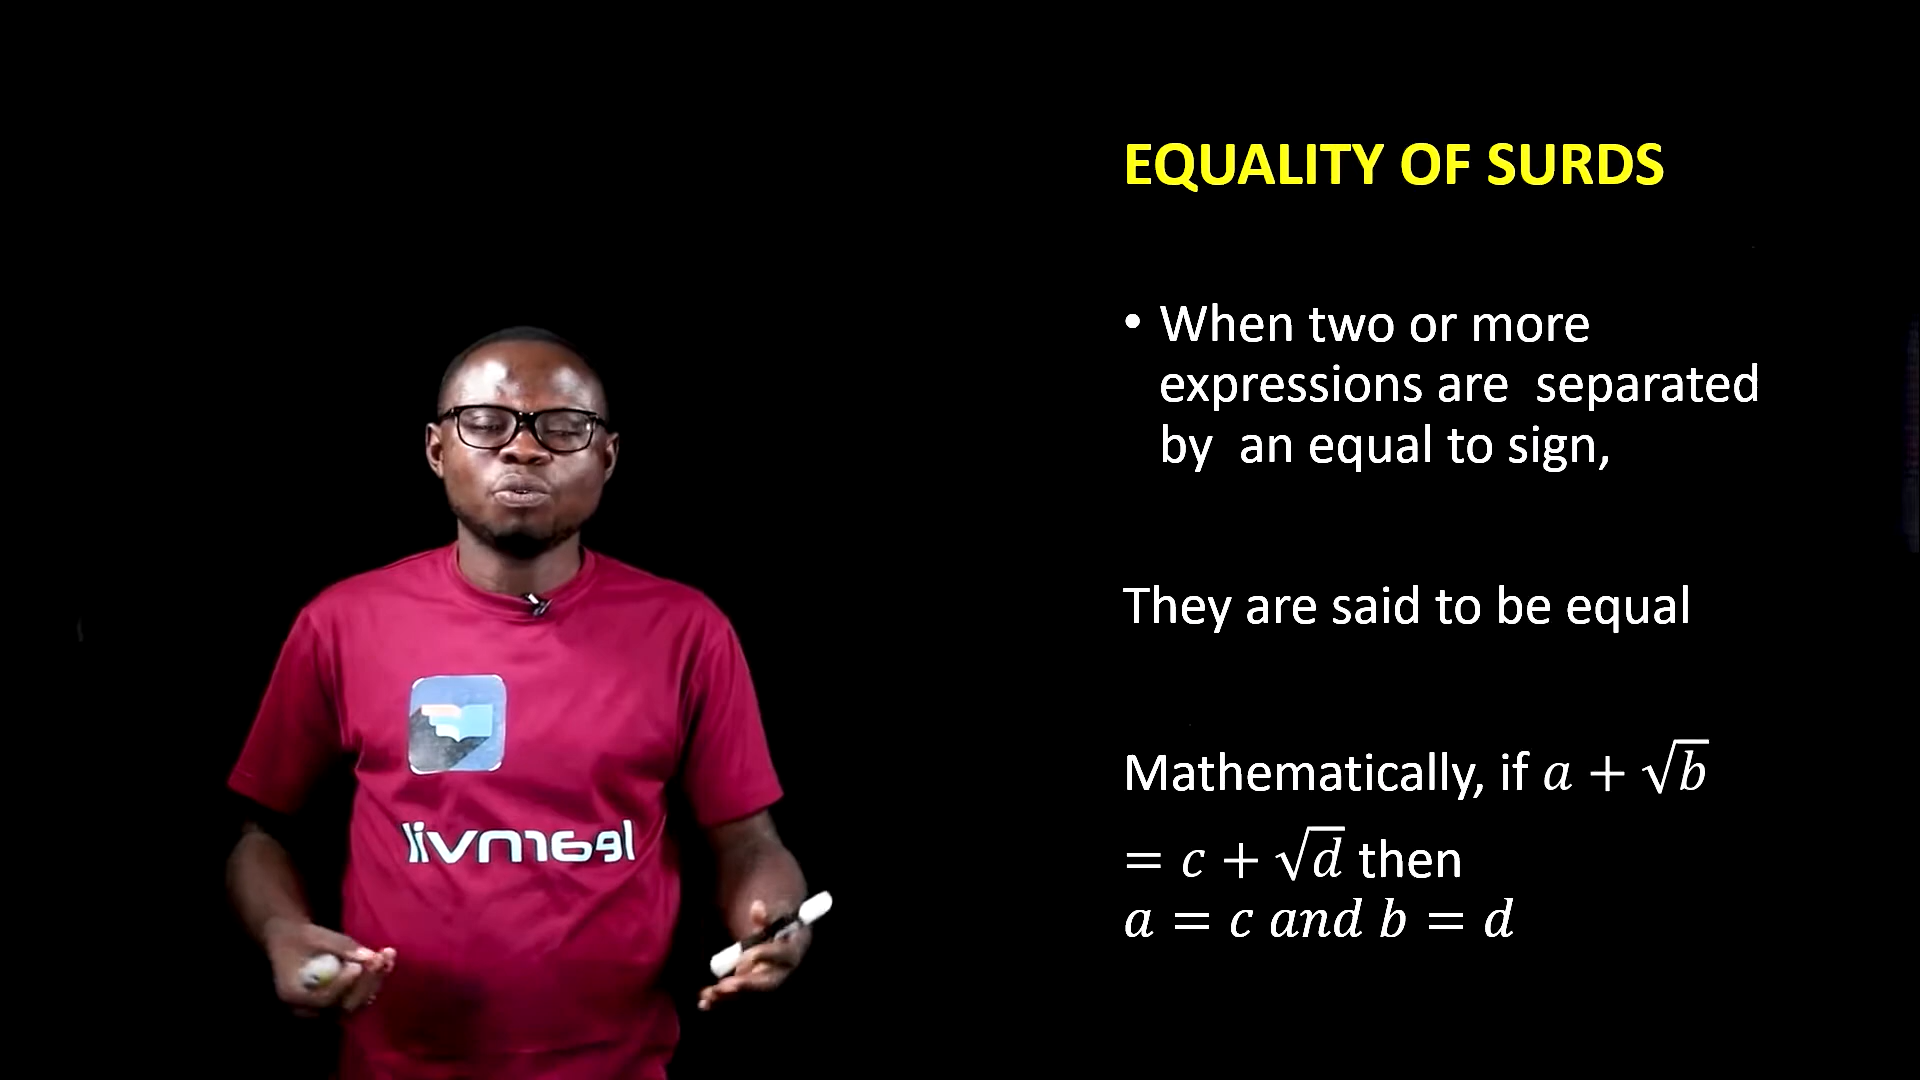 EQUALITY OF SURDS
• When two or more
expressions are separated
by an equal to sign,
They are said to be equal
Mathematically, if a + √b
= c + √d then
a = c and b = d